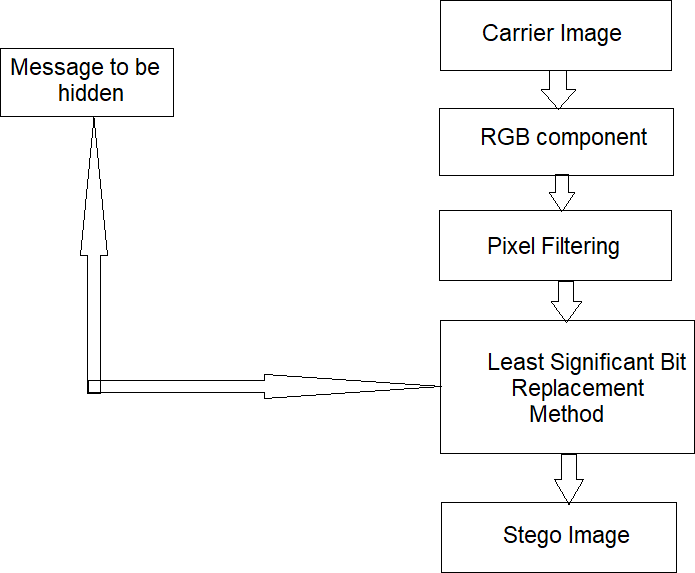 Carrier Image
Message to be
hidden
RGB component
Pixel Filtering
Least Significant Bit
Replacement
Method
Stego Image